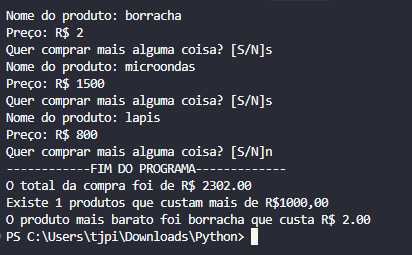 Nome do produto: borracha
Preço: R$ 2
Quer comprar mais alguma coisa? [S/N]s
Nome do produto: microondas
Preço: R$ 1500
Quer comprar mais alguma coisa? [S/N]s
Nome do produto: lapis
Preço: R$ 800
Quer comprar mais alguma coisa? [S/N]n
------------FIM DO PROGRAMA-------------
O total da compra foi de R$ 2302.00
Existe 1 produtos que custam mais de R$1000,00
O produto mais barato foi borracha que custa R$ 2.00
PS C:\Users\tjpi\Downloads\Python>